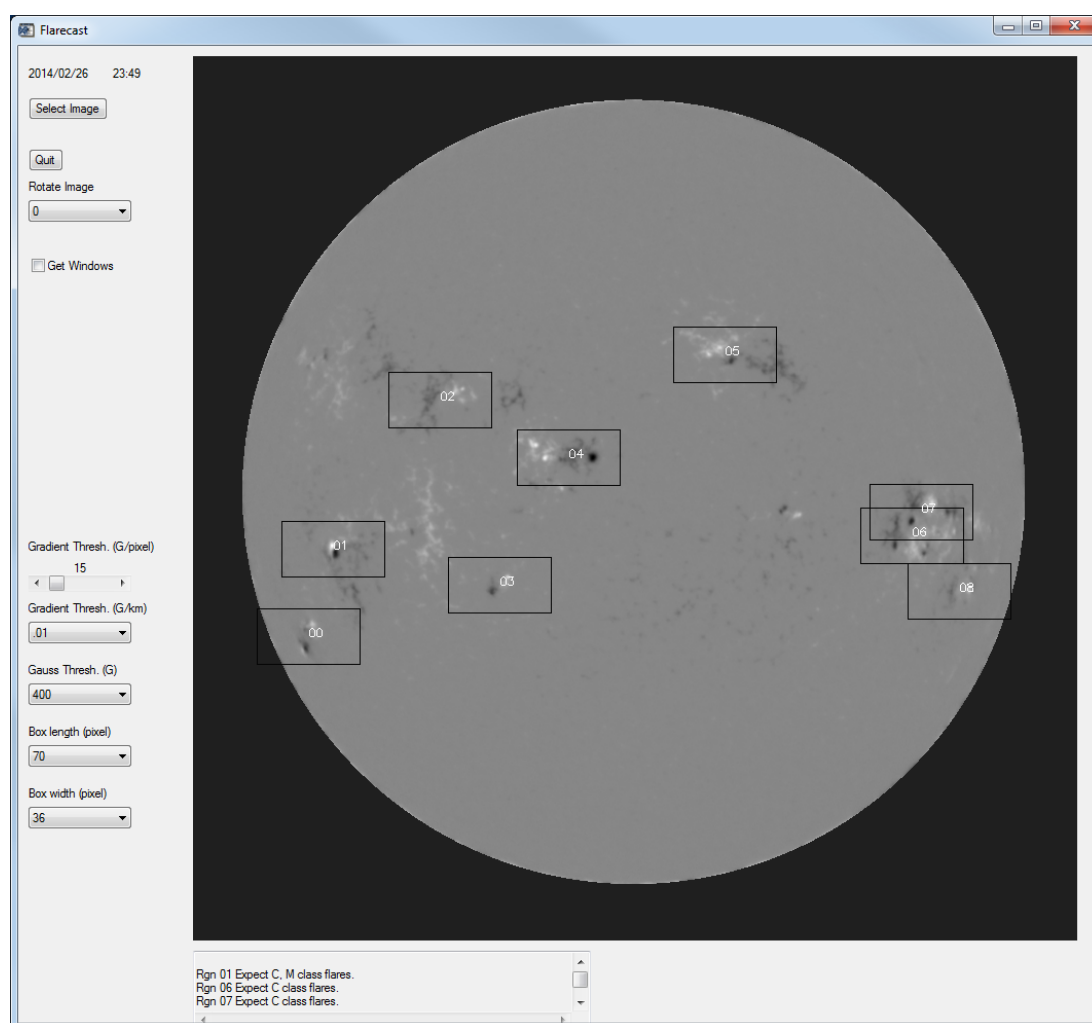 Flarecast
2014/02/26 23:49
Select Image
Quit
Rotate Image
0
Get Windows
05
02
04
07
06
01
03
08
00
Gradient Thresh. (G/pixel)
15
Gradient Thresh. (G/km)
.01
Gauss Thresh. (G)
400
Box length (pixel)
70
Box width (pixel)
36
Rgn 01 Expect C, M class flares.
Rgn 06 Expect C class flares.
Rgn 07 Expect C class flares.